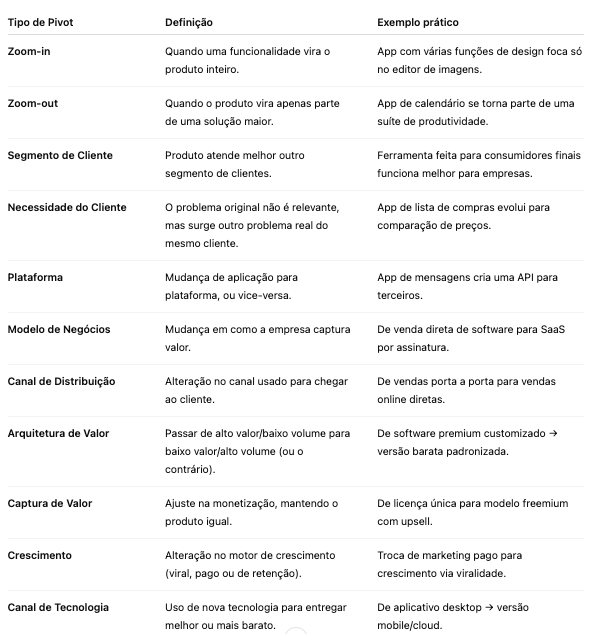 Tipo de Pivot Definição Exemplo prático
Zoom-in Quando uma funcionalidade vira o App com várias funções de design foca só
produto inteiro. no editor de imagens.
Zoom-out Quando o produto vira apenas parte App de calendário se torna parte de uma
de uma solução maior. suíte de produtividade.
Segmento de Cliente Produto atende melhor outro Ferramenta feita para consumidores finais
segmento de clientes. funciona melhor para empresas.
Necessidade do Cliente O problema original não é relevante, App de lista de compras evolui para
mas surge outro problema real do comparação de preços.
mesmo cliente.
Plataforma Mudança de aplicação para App de mensagens cria uma API para
plataforma, ou vice-versa. terceiros.
Modelo de Negócios Mudança em como a empresa captura De venda direta de software para SaaS
valor. por assinatura.
Canal de Distribuição Alteração no canal usado para chegar De vendas porta a porta para vendas
ao cliente. online diretas.
Arquitetura de Valor Passar de alto valor/baixo volume para De software premium customizado →
baixo valor/alto volume (ou o versão barata padronizada.
contrário).
Captura de Valor Ajuste na monetização, mantendo o De licença única para modelo freemium
produto igual. com upsell.
Crescimento Alteração no motor de crescimento Troca de marketing pago para
(viral, pago ou de retenção). crescimento via viralidade.
Canal de Tecnologia Uso de nova tecnologia para entregar De aplicativo desktop → versão
melhor ou mais barato. mobile/cloud.